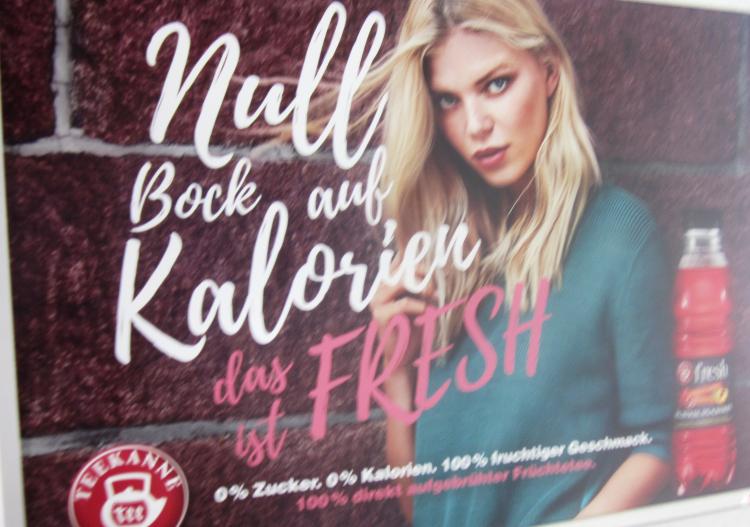 Null
Bock auf
Kalorien
das
ist FRESH
0% Zucker. 0% Kalorien. 100% fruchtiger Geschmack.
100% direkt aufgebrühter Früchtetee.
TEEKANNE
fresh